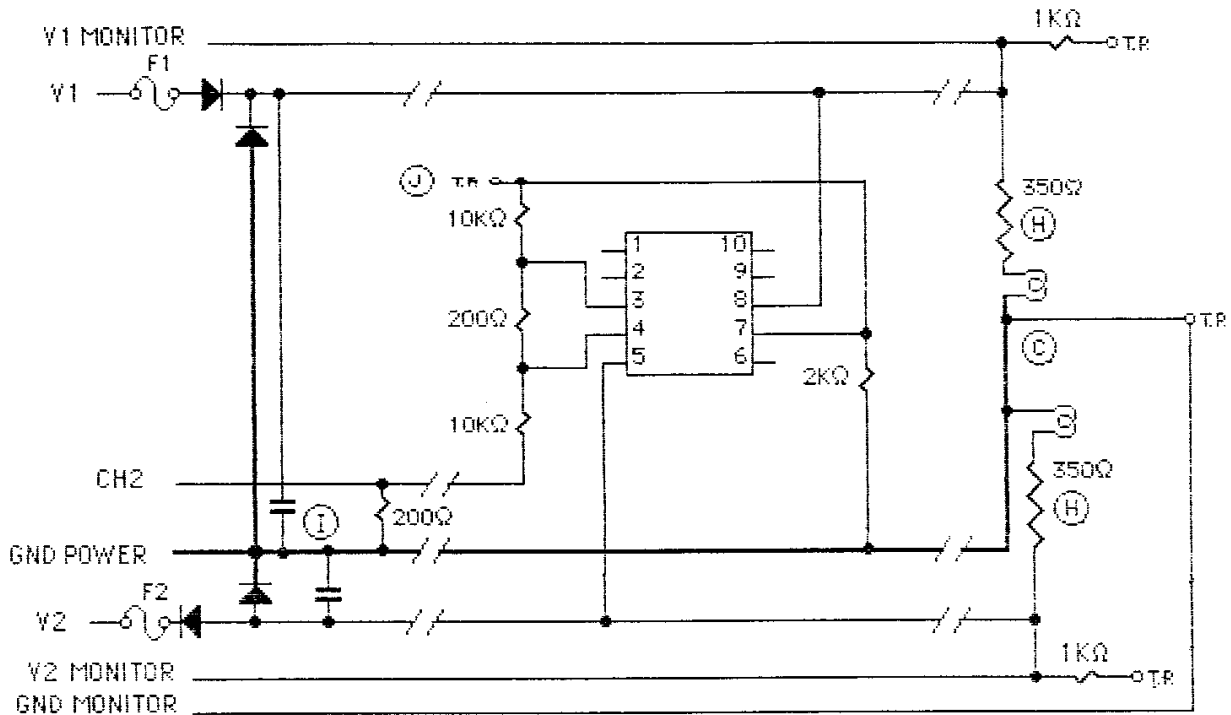 1KΩ
V1 MONITOR
T.P.
F1
V1
350Ω
J T.P.
H
10KΩ
1 10
2 9
3 8
200Ω
4 7
T.P.
5 6
C
2KΩ
10KΩ
350Ω
CH2
H
I
200Ω
GND POWER
F2
V2
1KΩ
V2 MONITOR
T.P.
GND MONITOR